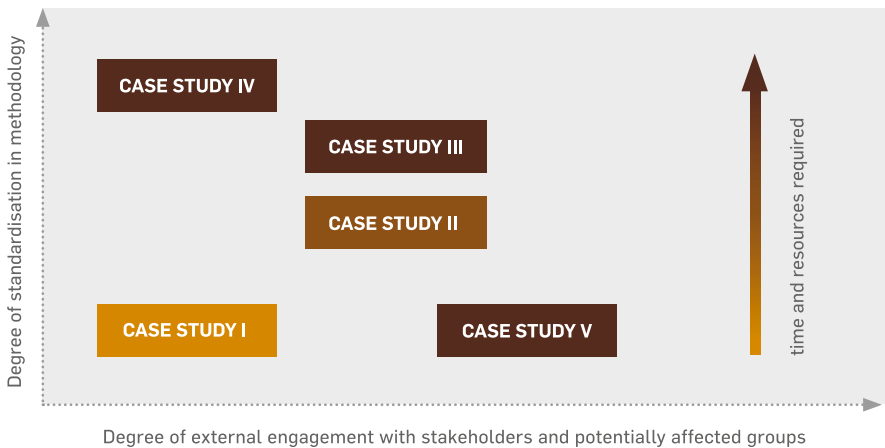 Degree of standardisation in methodology
CASE STUDY IV
CASE STUDY III
CASE STUDY II
CASE STUDY I
CASE STUDY V
time and resources required
Degree of external engagement with stakeholders and potentially affected groups